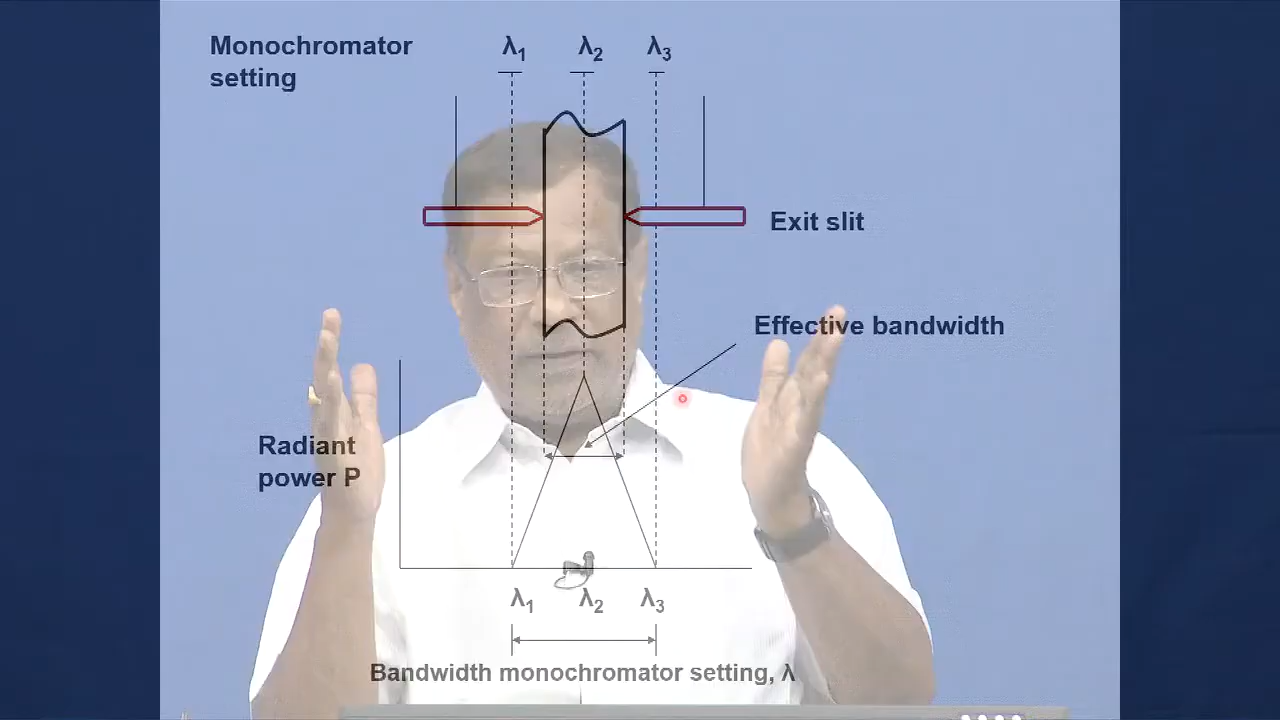 Monochromator
setting
λ1 λ2 λ3
Exit slit
Effective bandwidth
Radiant
power P
λ1 λ2 λ3
Bandwidth monochromator setting, λ